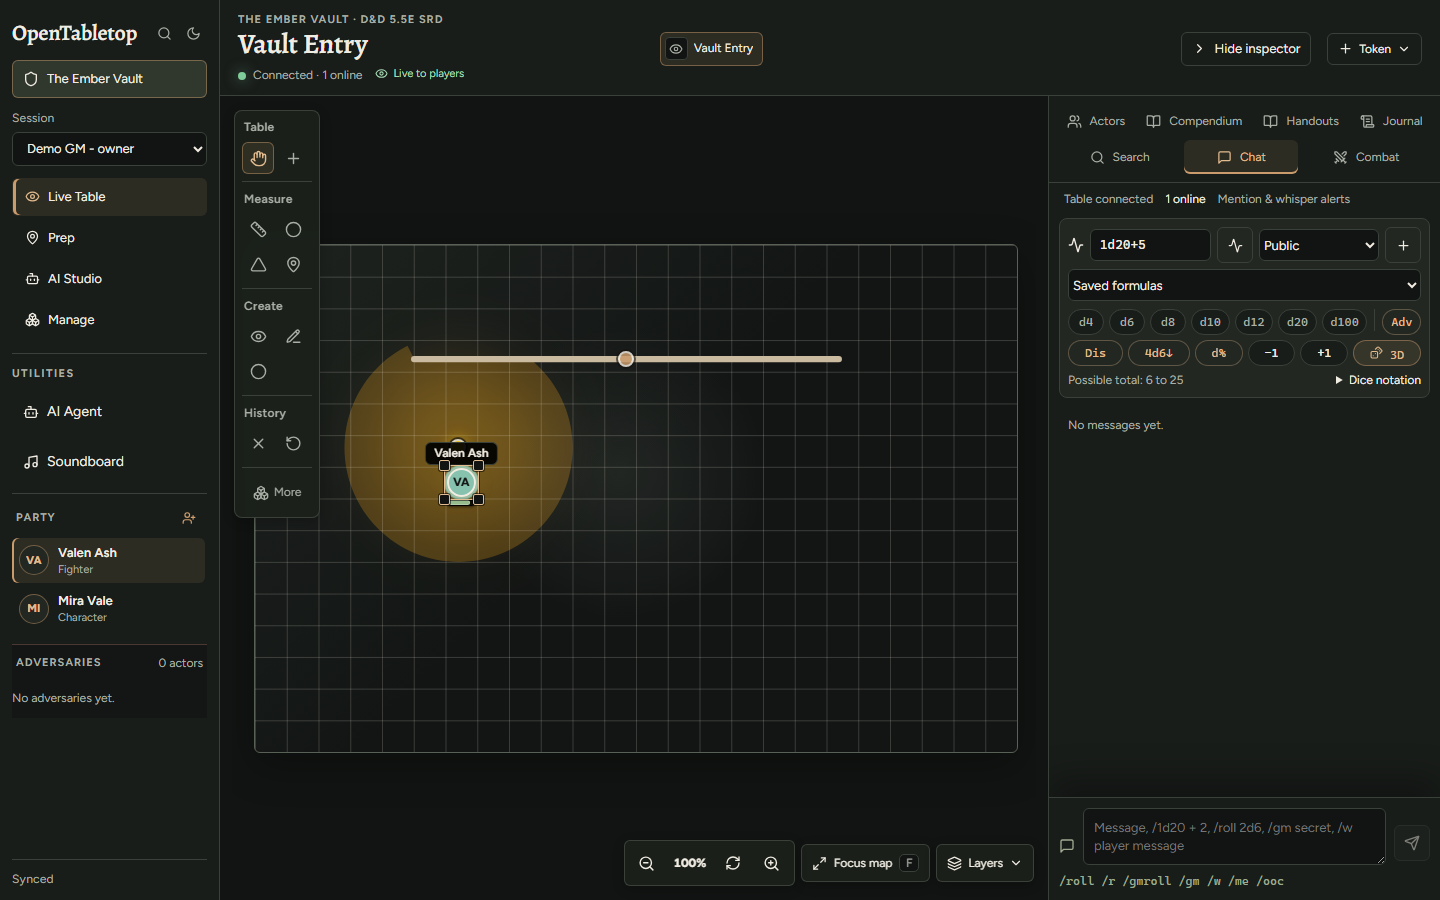 OpenTabletop
The Ember Vault
Session
Demo GM - owner
Live Table
Prep
AI Studio
Manage
UTILITIES
AI Agent
Soundboard
PARTY
VA
Valen Ash
Fighter
MI
Mira Vale
Character
ADVERSARIES
0 actors
No adversaries yet.
Synced
THE EMBER VAULT · D&D 5.5E SRD
Vault Entry
Connected · 1 online
Live to players
Vault Entry
Hide inspector
Token
Table
Measure
Create
History
More
Valen Ash
VA
100%
Focus map F
Layers
Actors
Compendium
Handouts
Journal
Search
Chat
Combat
Table connected 1 online Mention & whisper alerts
1d20+5
Public
Saved formulas
d4 d6 d8 d10 d12 d20 d100 Adv
Dis 4d6↓ d% −1 +1 3D
Possible total: 6 to 25
Dice notation
No messages yet.
Message, /1d20 + 2, /roll 2d6, /gm secret, /w
player message
/roll /r /gmroll /gm /w /me /ooc